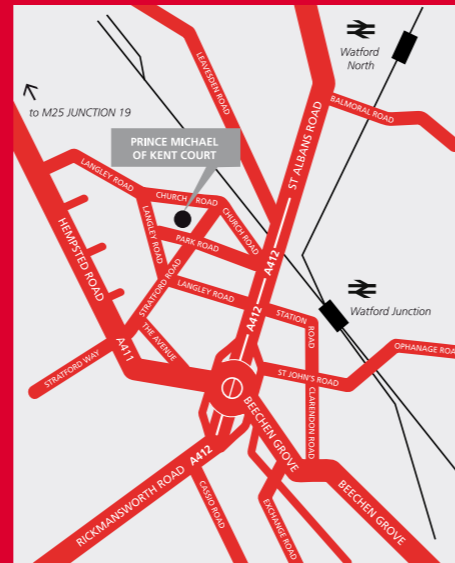 Watford
North
LEAVESDEN ROAD
BALMORAL ROAD
to M25 JUNCTION 19
ST ALBANS ROAD
PRINCE MICHAEL
OF KENT COURT
LANGLEY ROAD
CHURCH ROAD
LANGLEY ROAD
CHURCH ROAD
PARK ROAD
HEMPSTED ROAD
STRATFORD ROAD
A412
LANGLEY ROAD
STATION
ROAD
Watford Junction
A412
THE AVENUE
A411
STRATFORD WAY
ORPHANAGE ROA
ST JOHN'S ROAD
CLARENDON ROAD
BEECHEN GROVE
A412
RICKMANSWORTH ROAD
CASSIO ROAD
EXCHANGE ROAD
BEECHEN GROVE